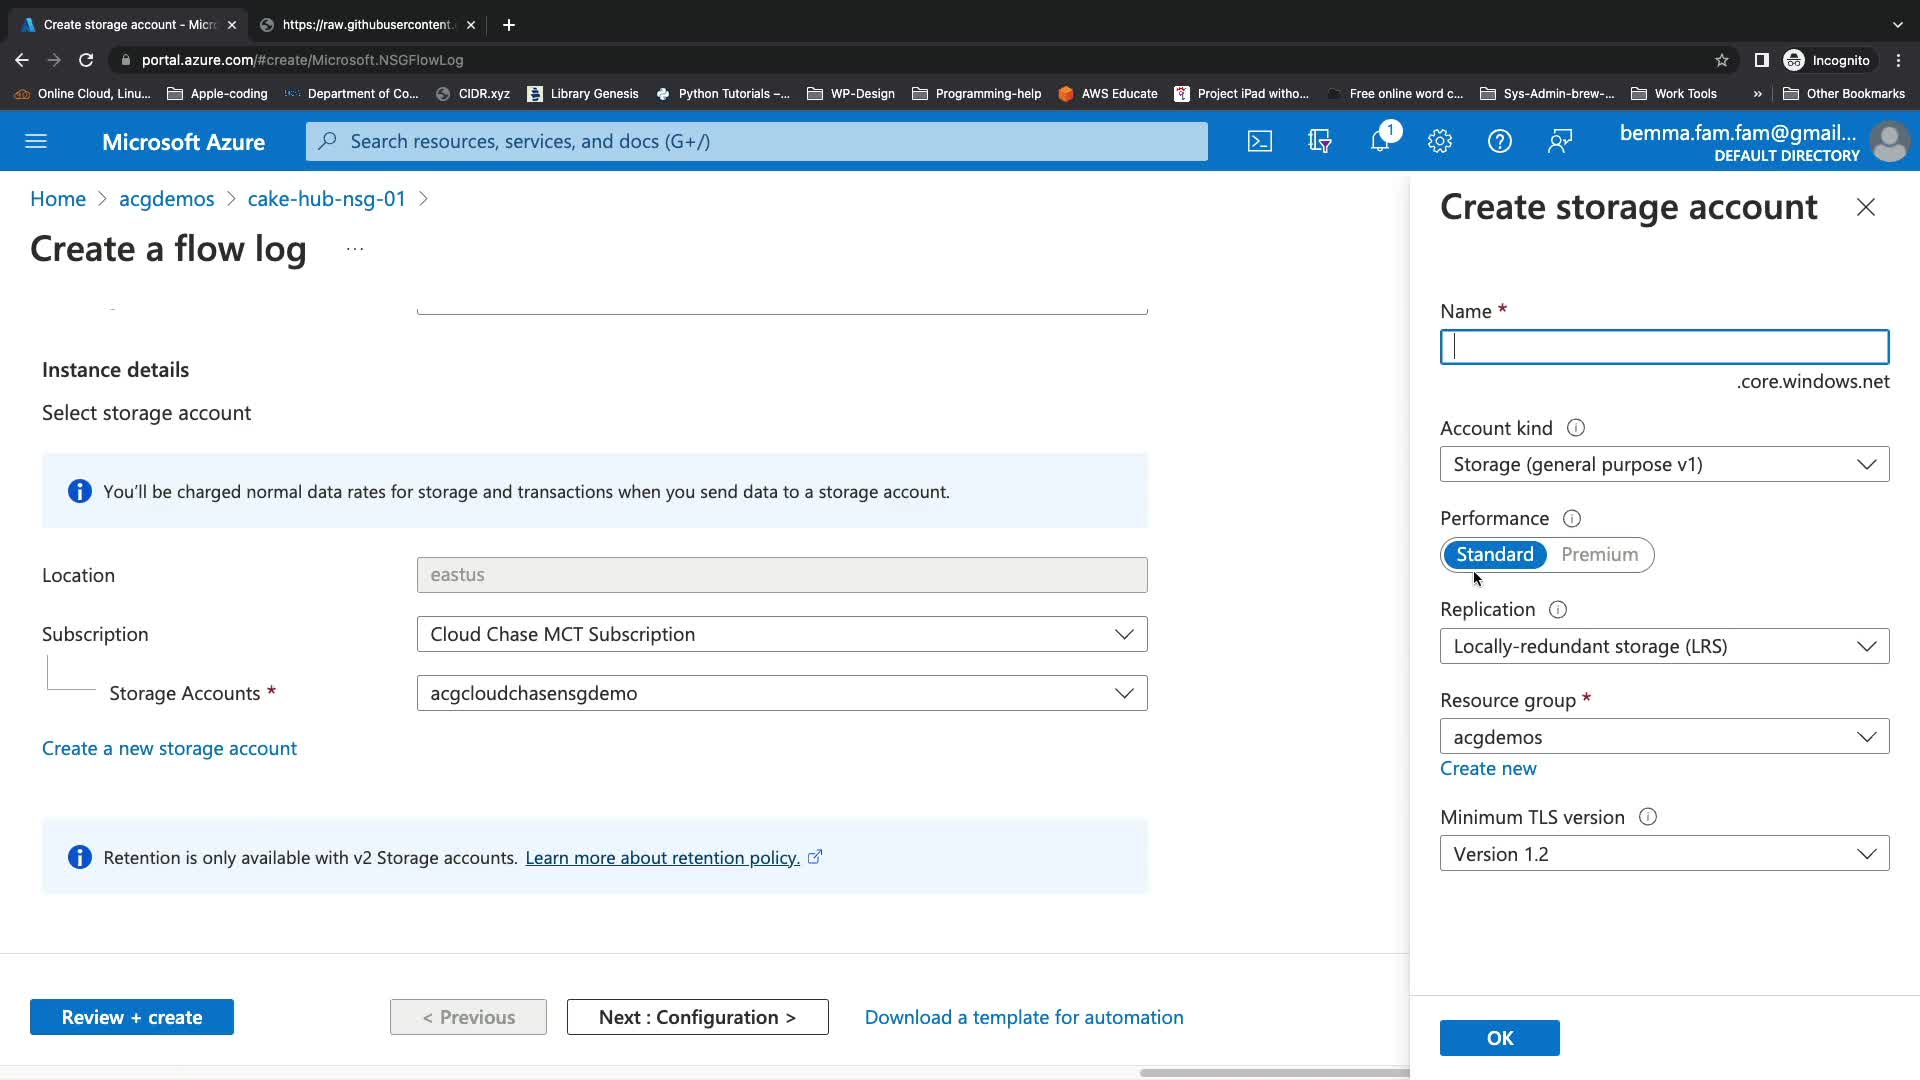 Create storage account - Micr
https://raw.githubusercontent.
portal.azure.com/#create/Microsoft.NSGFlowLog
Incognito
Online Cloud, Linu...
Apple-coding
Department of Co...
CIDR.xyz
Library Genesis
Python Tutorials –...
WP-Design
Programming-help
AWS Educate
Project iPad witho...
Free online word c...
Sys-Admin-brew-...
Work Tools
»
Other Bookmarks
Microsoft Azure
Search resources, services, and docs (G+/)
1
bemma.fam.fam@gmail...
DEFAULT DIRECTORY
Home > acgdemos > cake-hub-nsg-01 >
Create a flow log ...
Instance details
Select storage account
You'll be charged normal data rates for storage and transactions when you send data to a storage account.
Location
eastus
Subscription
Cloud Chase MCT Subscription
Storage Accounts *
acgcloudchasensgdemo
Create a new storage account
Retention is only available with v2 Storage accounts. Learn more about retention policy.
Review + create
< Previous
Next : Configuration >
Download a template for automation
Create storage account
Name *
.core.windows.net
Account kind
Storage (general purpose v1)
Performance
Standard Premium
Replication
Locally-redundant storage (LRS)
Resource group *
acgdemos
Create new
Minimum TLS version
Version 1.2
OK